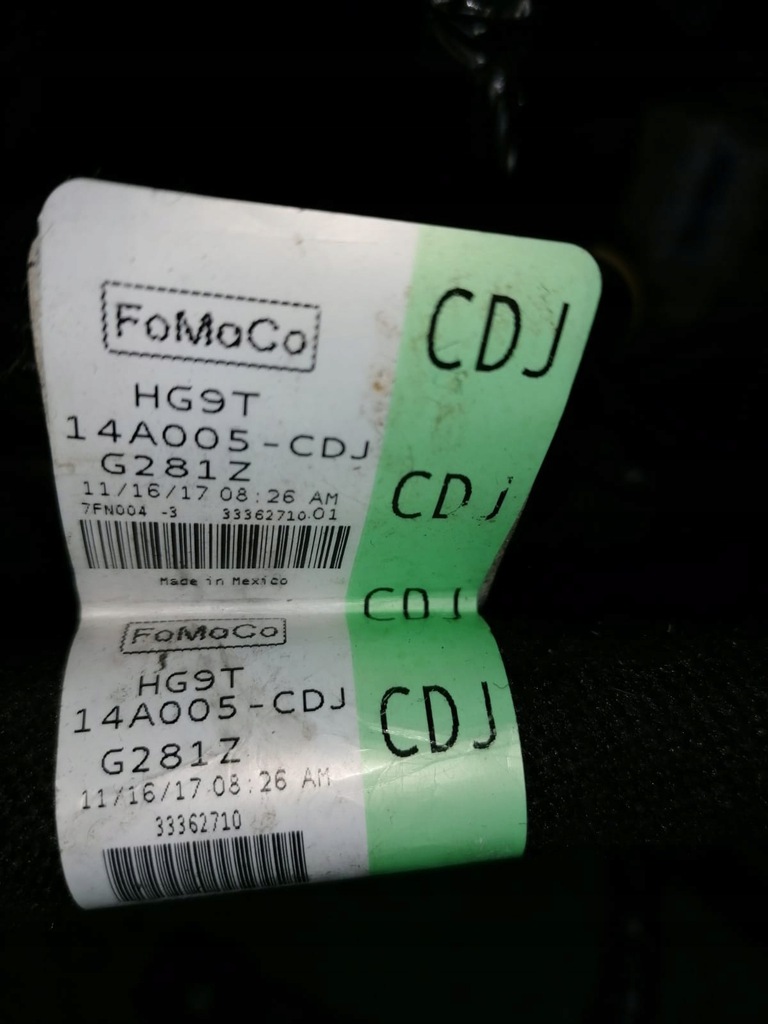 FoMoCo
CDJ
HG9T
14A005-CDJ
G281Z
CDJ
11/16/17 08:26 AM
7FN004 -3 33362710 01
Made in Mexico
CDJ
FoMoCo
HG9T
14A005-CDJ
CDJ
G281Z
11/16/17 08:26 AM
33362710